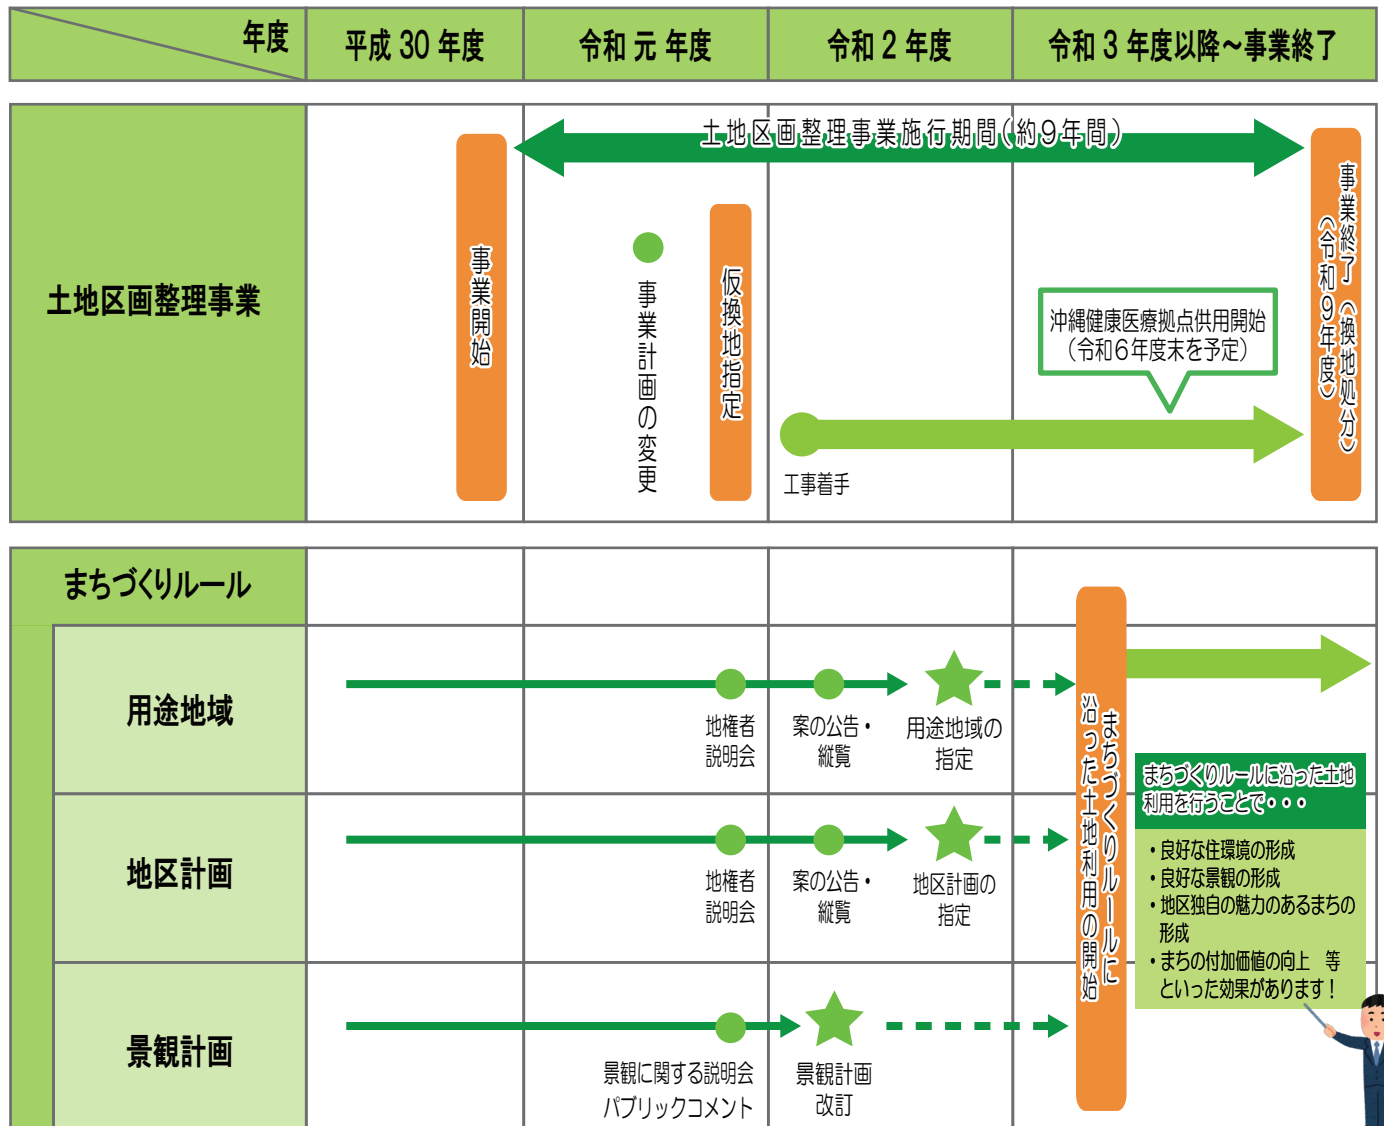 年度
平成 30 年度
令和 元 年度
令和 2 年度
令和 3 年度以降～事業終了
土地区画整理事業
土地区画整理事業施行期間(約9年間)
事業開始
事業計画の変更
仮換地指定
工事着手
沖縄健康医療拠点供用開始
(令和6年度末を予定)
事業終了(換地処分)
(令和9年度)
まちづくりルール
用途地域
地権者
説明会
案の公告・
縦覧
用途地域の
指定
地区計画
地権者
説明会
案の公告・
縦覧
地区計画の
指定
景観計画
景観に関する説明会
パブリックコメント
景観計画
改訂
まちづくりルールに
沿った土地利用の開始
まちづくりルールに沿った土地
利用を行うことで・・・
・良好な住環境の形成
・良好な景観の形成
・地区独自の魅力のあるまちの
形成
・まちの付加価値の向上　等
といった効果があります！